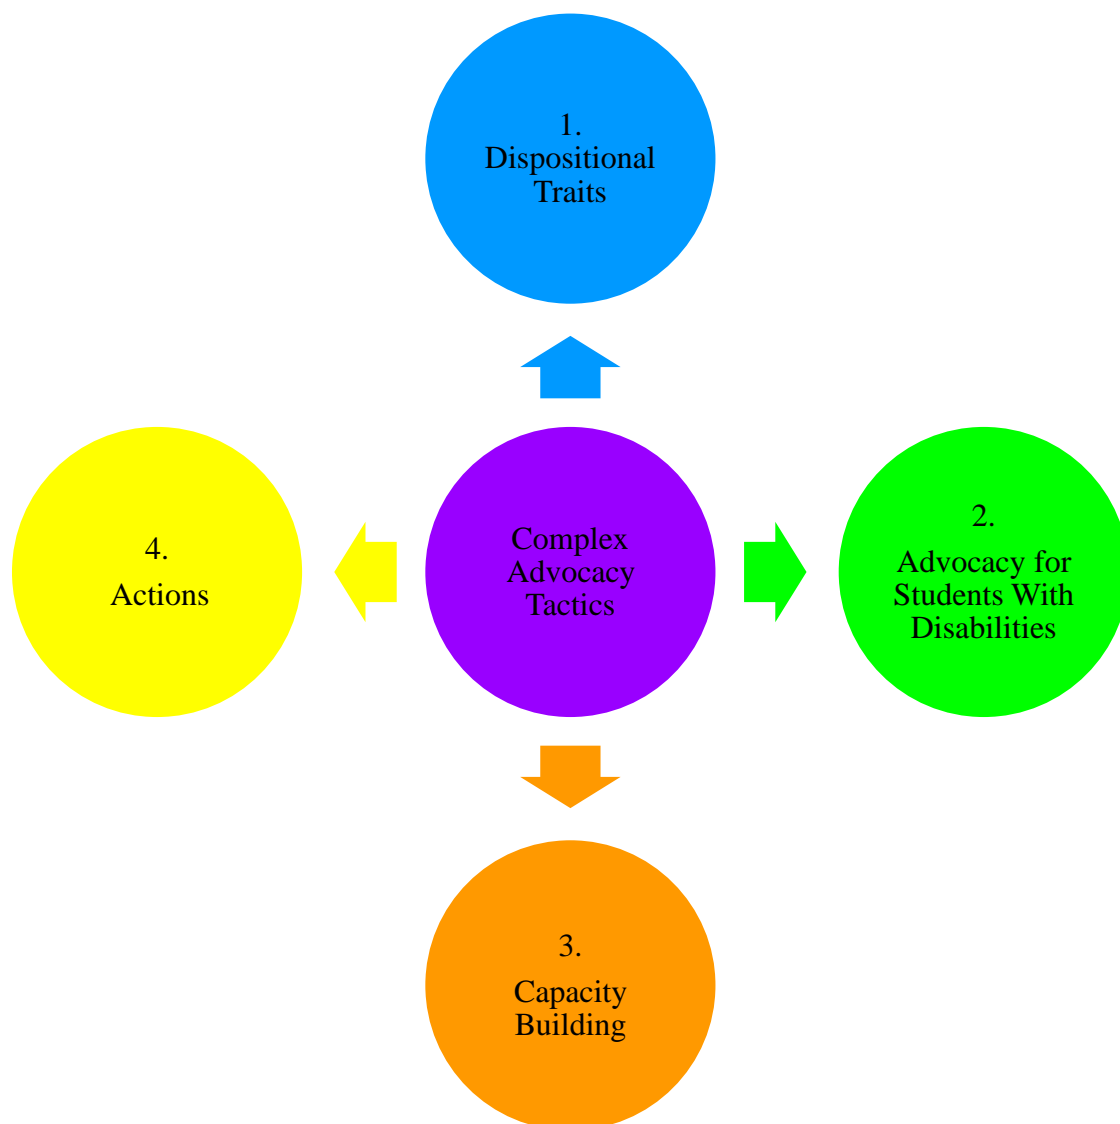 1.
Dispositional
Traits
4.
Actions
Complex
Advocacy
Tactics
2.
Advocacy for
Students With
Disabilities
3.
Capacity
Building